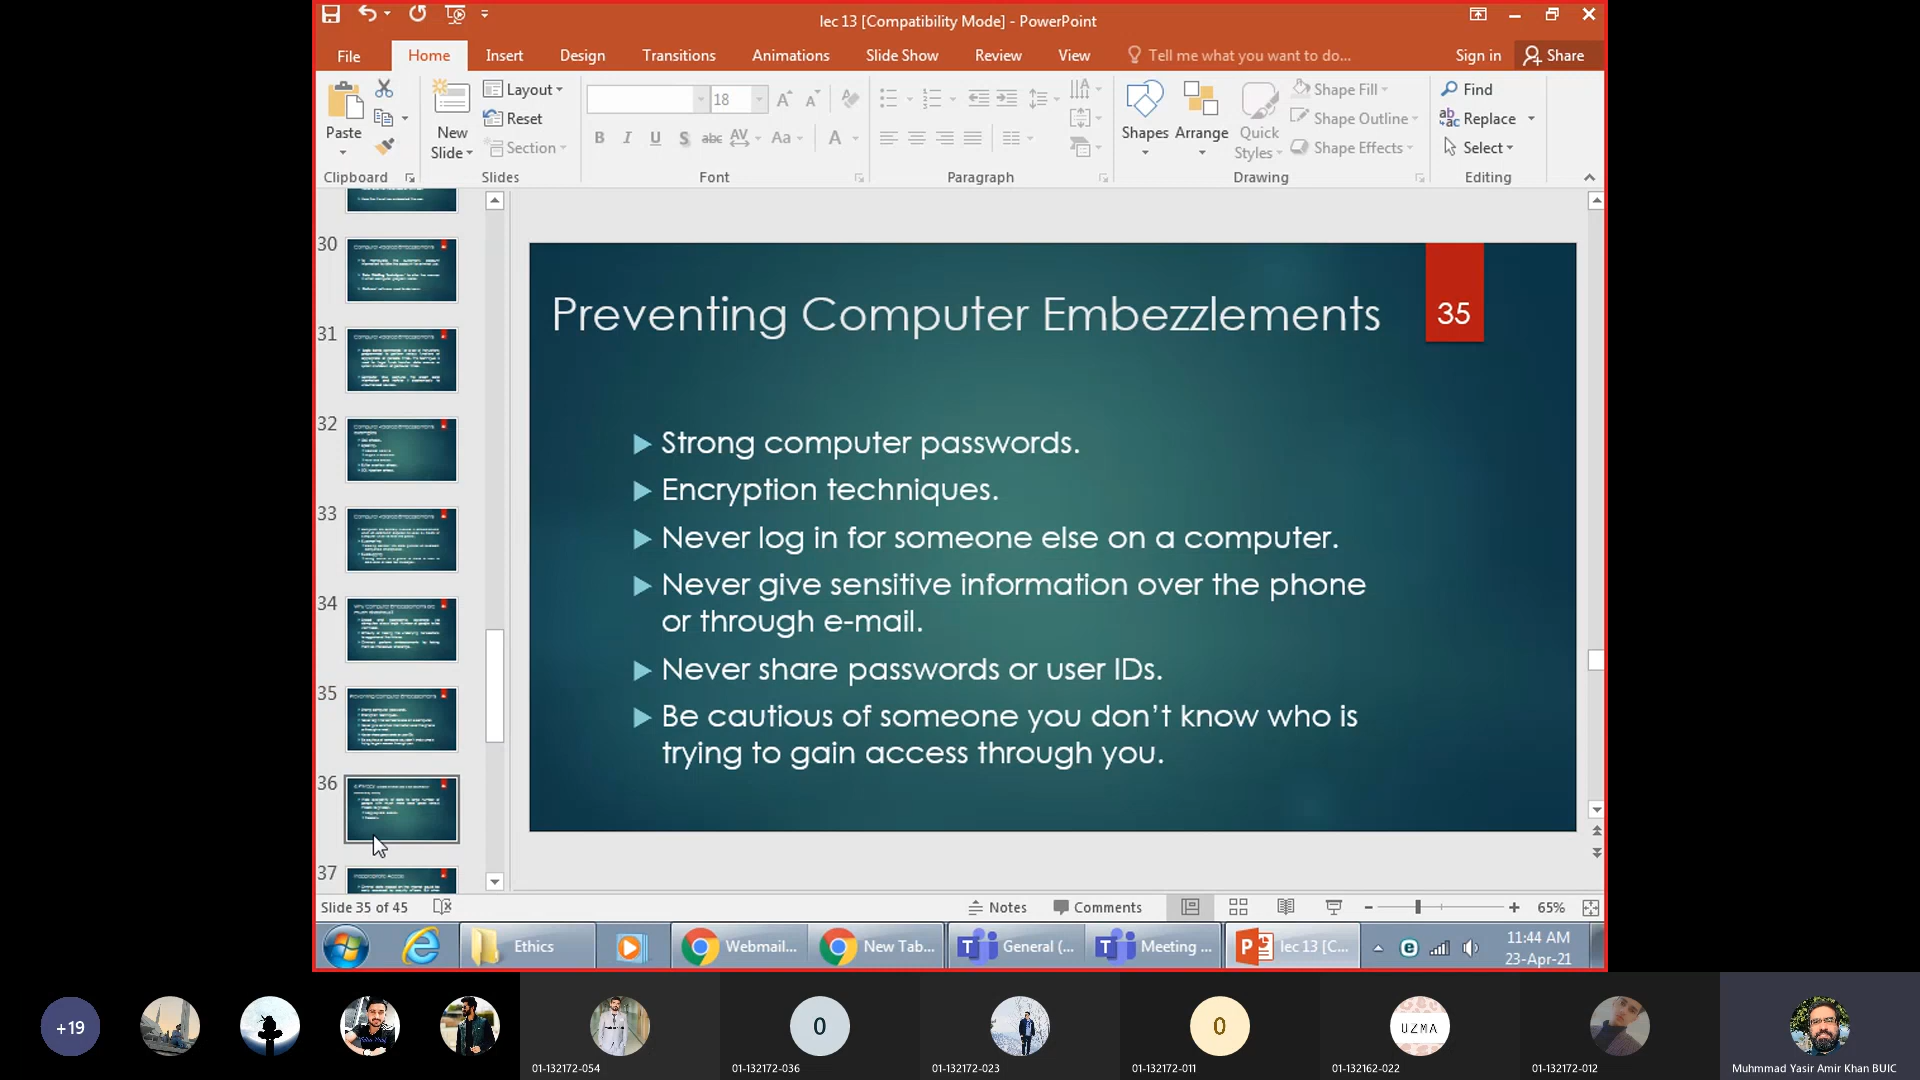 lec 13 [Compatibility Mode] - PowerPoint
File
Home
Insert
Design
Transitions
Animations
Slide Show
Review
View
Tell me what you want to do...
Sign in
Share
Paste
New
Slide
Layout
Reset
Section
18
B I U S abc AV Aa A
Shapes
Arrange
Quick
Styles
Shape Fill
Shape Outline
Shape Effects
Find
Replace
Select
Clipboard
Slides
Font
Paragraph
Drawing
Editing
30
31
32
33
34
35
36
37
Preventing Computer Embezzlements
35
Strong computer passwords.
Encryption techniques.
Never log in for someone else on a computer.
Never give sensitive information over the phone
or through e-mail.
Never share passwords or user IDs.
Be cautious of someone you don't know who is
trying to gain access through you.
Slide 35 of 45
Notes
Comments
65%
Ethics
Webmail...
New Tab...
General (...
Meeting ...
lec 13 [C...
11:44 AM
23-Apr-21
+19
0
0
UZMA
01-132172-054
01-132172-036
01-132172-023
01-132172-011
01-132162-022
01-132172-012
Muhmmad Yasir Amir Khan BUIC